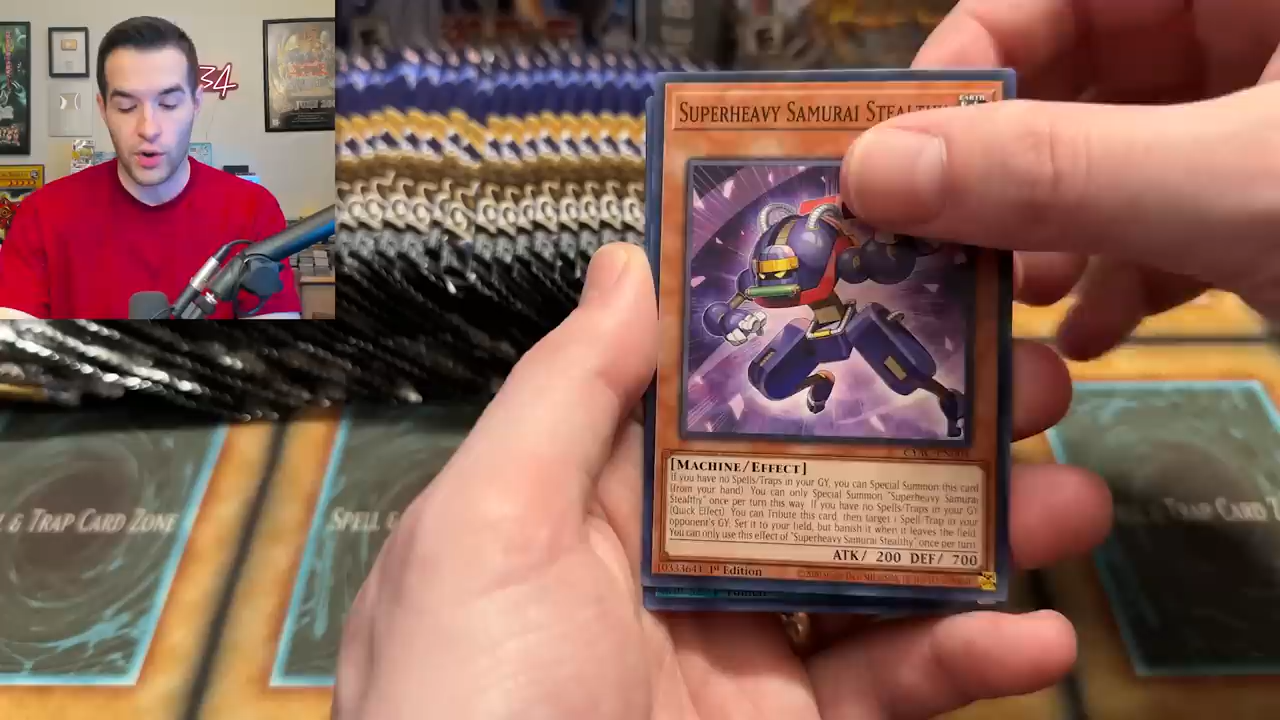 34
SUPERHEAVY SAMURAI
EARTH
[MACHINE/EFFECT]
If you have no Spells/Traps in your GY, you can Special Summon this card
(from your hand). You can only Special Summon "Superheavy Samurai
Stealthy" once per turn this way. If you have no Spells/Traps in your GY
(Quick Effect): You can Tribute this card, then target 1 Spell/Trap in your
opponent's GY; Set it to your field, but banish it when it leaves the field.
You can only use this effect of "Superheavy Samurai Stealthy" once per turn.
ATK/ 200 DEF/ 700
1st Edition
& TRAP CARD ZONE
SPELL &
TRAP CARD